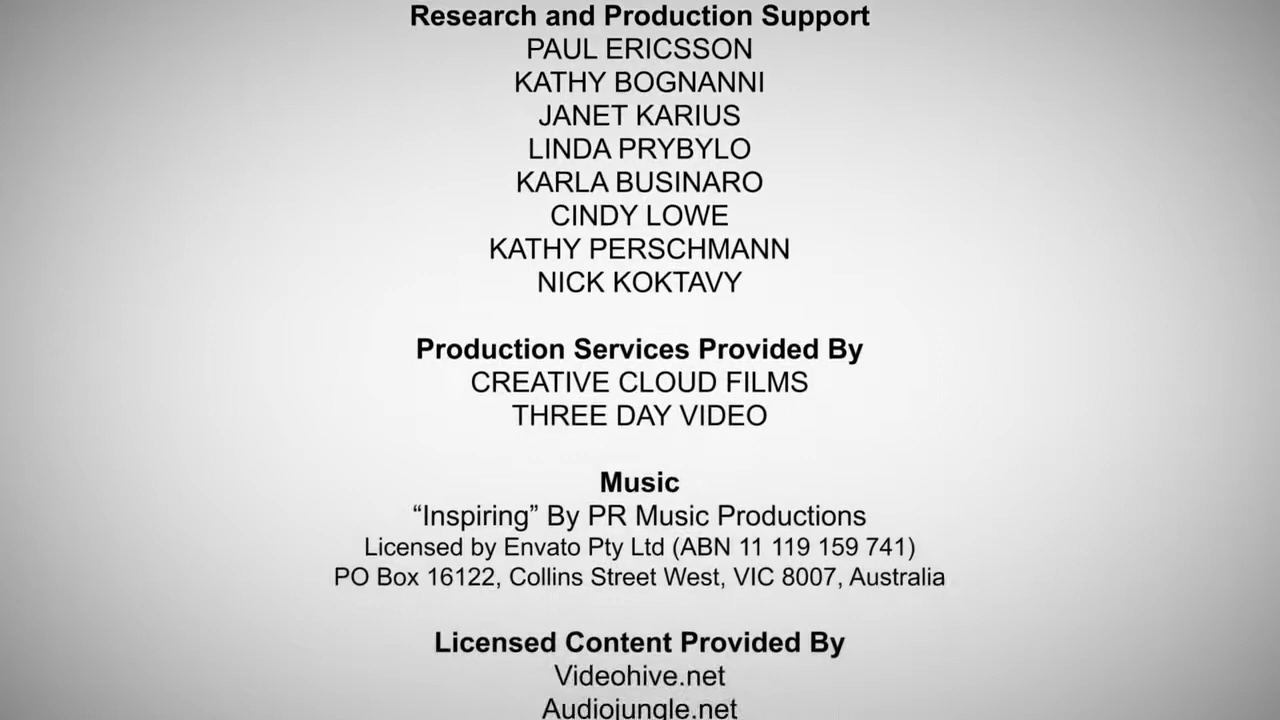 Research and Production Support
PAUL ERICSSON
KATHY BOGNANNI
JANET KARIUS
LINDA PRYBYLO
KARLA BUSINARO
CINDY LOWE
KATHY PERSCHMANN
NICK KOKTAVY
Production Services Provided By
CREATIVE CLOUD FILMS
THREE DAY VIDEO
Music
“Inspiring” By PR Music Productions
Licensed by Envato Pty Ltd (ABN 11 119 159 741)
PO Box 16122, Collins Street West, VIC 8007, Australia
Licensed Content Provided By
Videohive.net
Audiojungle.net